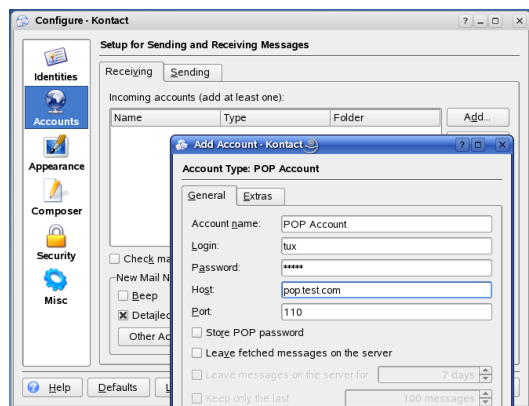 Configure - Kontact
Setup for Sending and Receiving Messages
Identities
Accounts
Appearance
Composer
Security
Misc
Receiving
Sending
Incoming accounts (add at least one):
Name Type Folder
Add...
Check ma
New Mail N
Beep
Detailed
Other Ac
Help
Defaults
Add Account - Kontact
Account Type: POP Account
General
Extras
Account name: POP Account
Login: tux
Password: *****
Host: pop.test.com
Port: 110
Store POP password
Leave fetched messages on the server
Leave messages on the server for 7 days
Keep only the last 100 messages